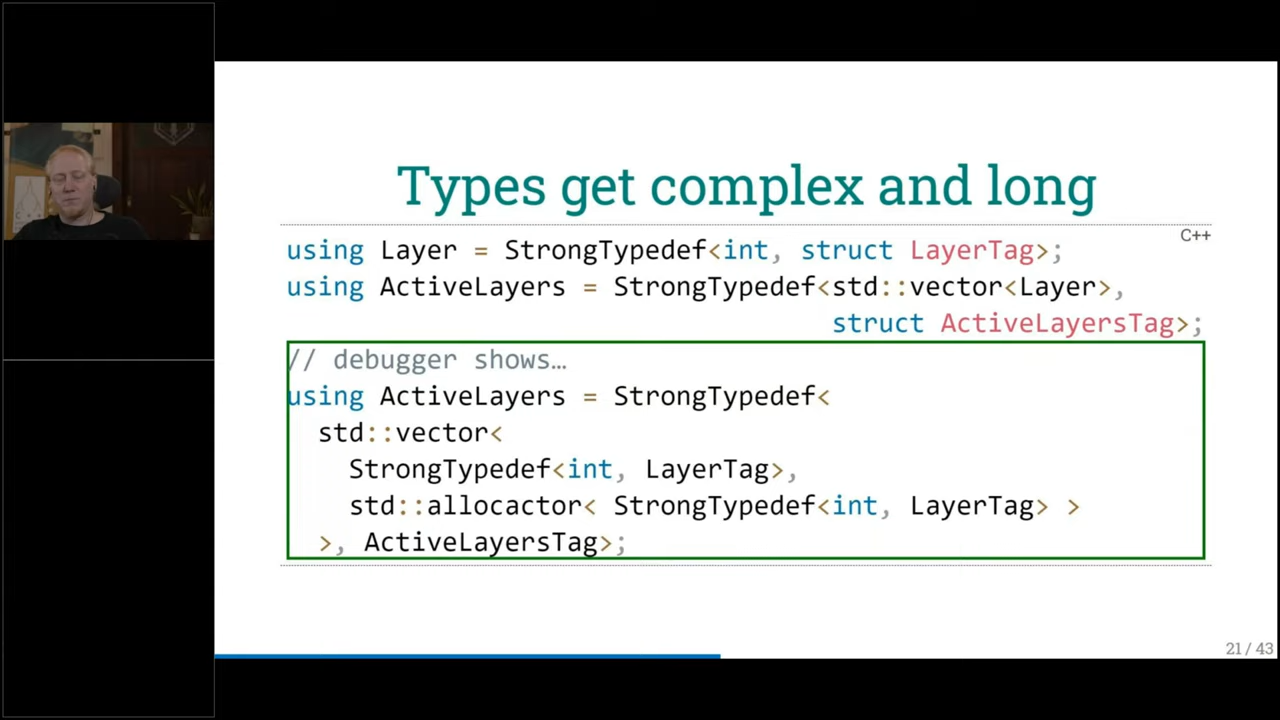 Types get complex and long
C++
using Layer = StrongTypedef<int, struct LayerTag>;
using ActiveLayers = StrongTypedef<std::vector<Layer>,
struct ActiveLayersTag>;
// debugger shows…
using ActiveLayers = StrongTypedef<
std::vector<
StrongTypedef<int, LayerTag>,
std::allocactor< StrongTypedef<int, LayerTag> >
>, ActiveLayersTag>;
21 / 43